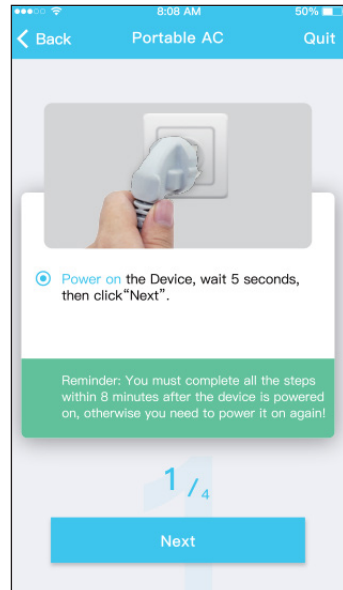 8:08 AM
50%
Back
Portable AC
Quit
Power on the Device, wait 5 seconds,
then click“Next”.
Reminder: You must complete all the steps
within 8 minutes after the device is powered
on, otherwise you need to power it on again!
1 / 4
Next